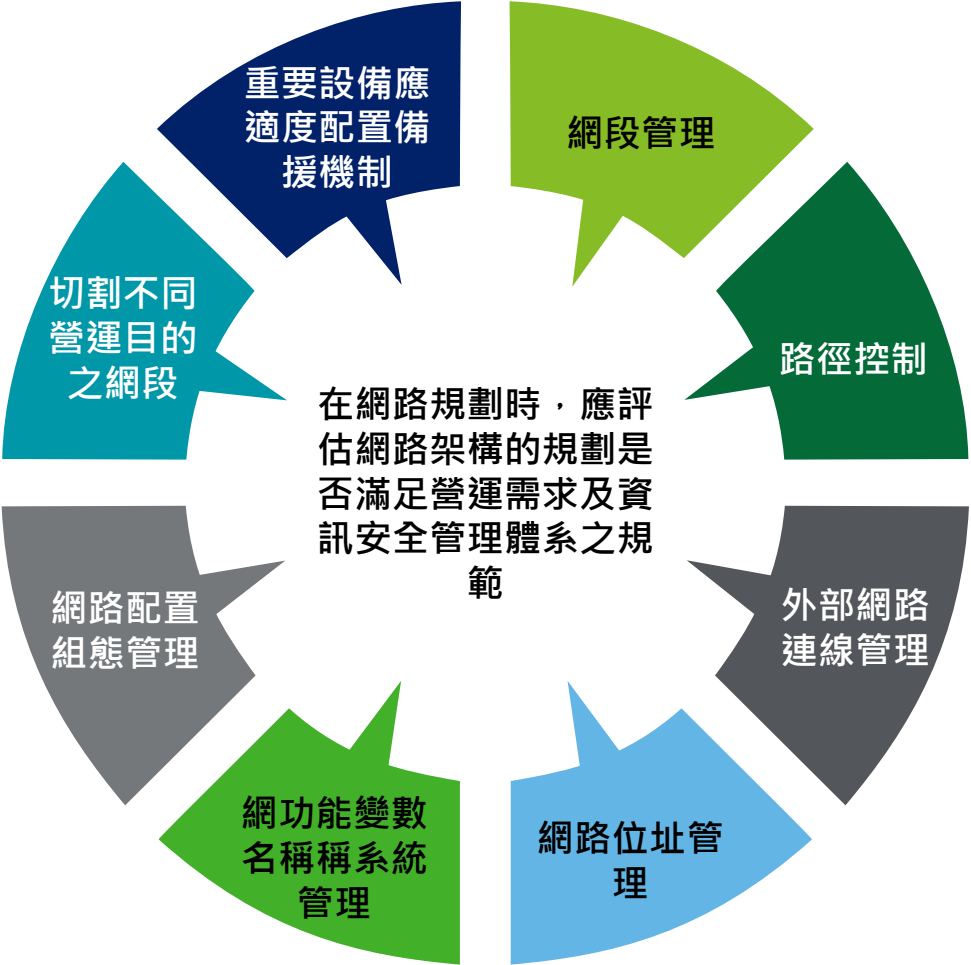 重要設備應
適度配置備
援機制
網段管理
切割不同
營運目的
之網段
路徑控制
在網路規劃時，應評
估網路架構的規劃是
否滿足營運需求及資
訊安全管理體系之規
範
網路配置
組態管理
外部網路
連線管理
網功能變數
名稱稱系統
管理
網路位址管
理